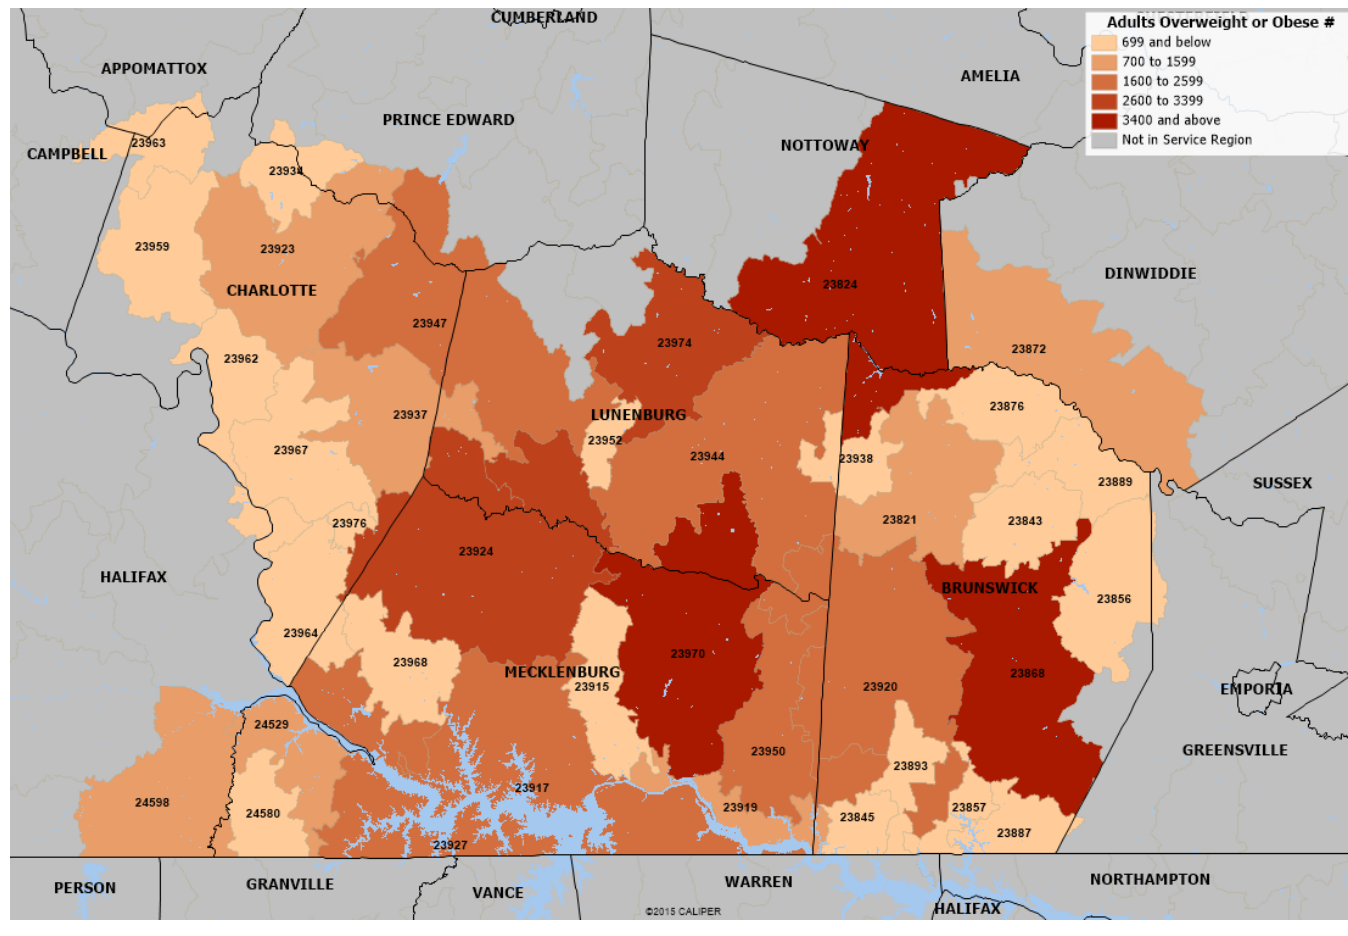 CUMBERLAND
Adults Overweight or Obese #
699 and below
700 to 1599
1600 to 2599
2600 to 3399
3400 and above
Not in Service Region
APPOMATTOX
AMELIA
PRINCE EDWARD
NOTTOWAY
CAMPBELL
23963
23934
23959
23923
DINWIDDIE
CHARLOTTE
23824
23947
23974
23872
23962
23937
LUNENBURG
23876
23952
23967
23944
23938
23889
SUSSEX
23976
23821
23843
23924
HALIFAX
BRUNSWICK
23856
23964
23968
MECKLENBURG
23970
23868
23915
23920
EMPORIA
24529
23950
GREENSVILLE
23893
23917
24598
24580
23919
23845
23857
23887
23927
PERSON
GRANVILLE
VANCE
WARREN
NORTHAMPTON
©2015 CALIPER
HALIFAX